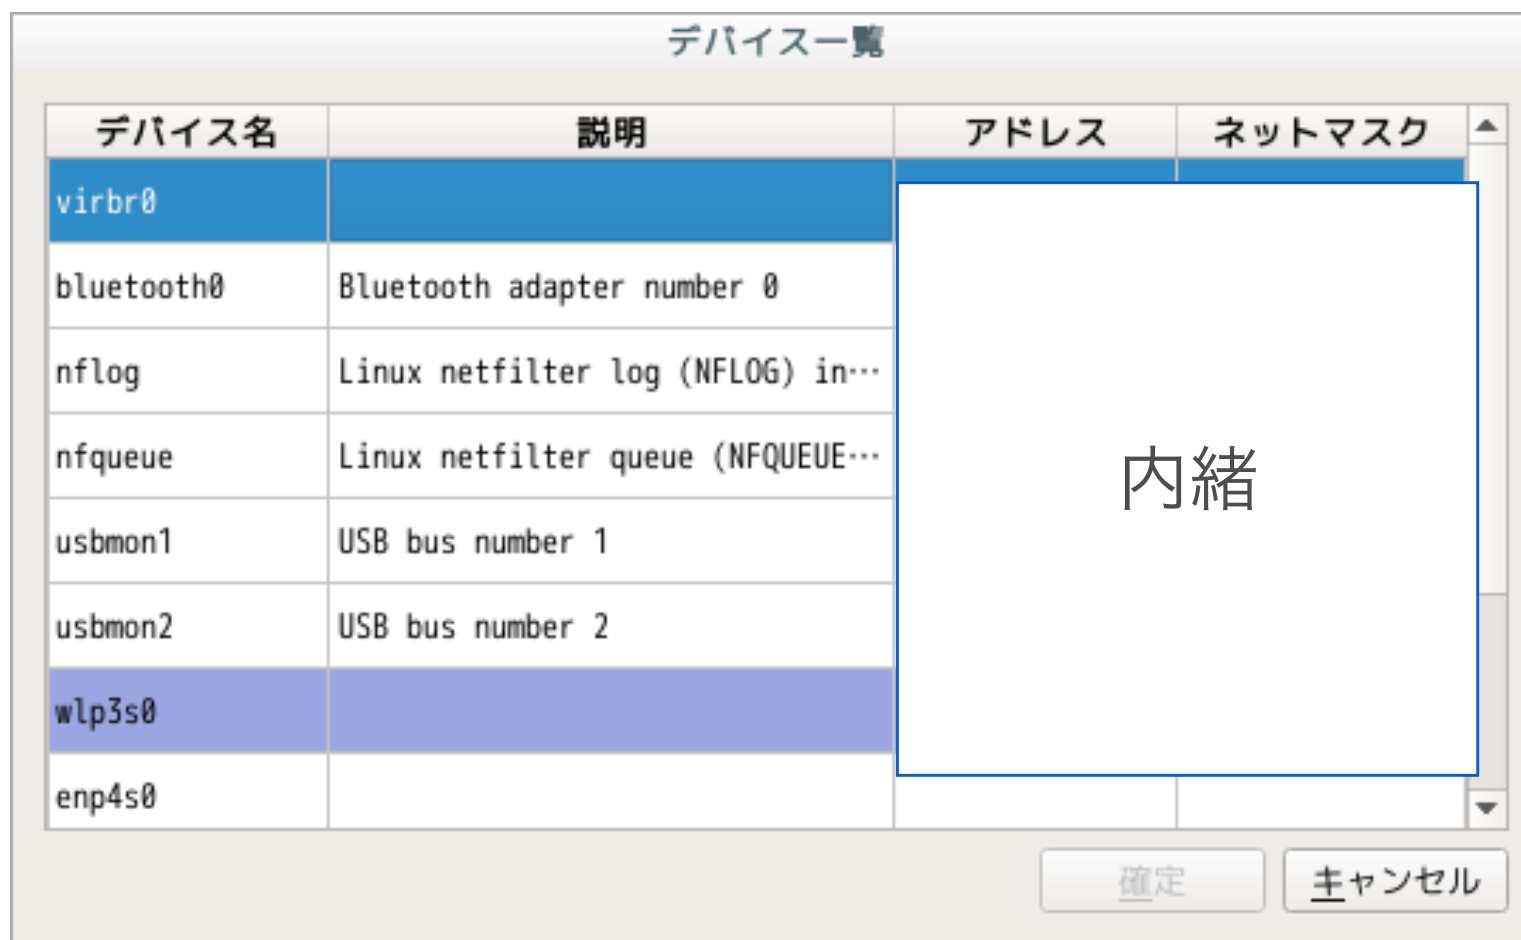 デバイス一覧
デバイス名 説明 アドレス ネットマスク
virbr0
bluetooth0 Bluetooth adapter number 0
nflog Linux netfilter log (NFLOG) in…
nfqueue Linux netfilter queue (NFQUEUE…
内緒
usbmon1 USB bus number 1
usbmon2 USB bus number 2
wlp3s0
enp4s0
確定 キャンセル